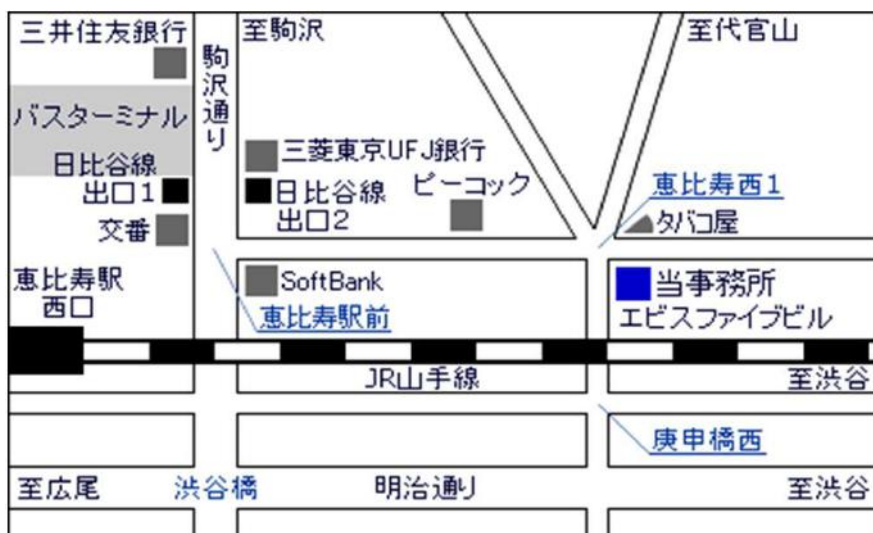 三井住友銀行
至駒沢
至代官山
駒沢通り
バスターミナル
三菱東京UFJ銀行
日比谷線
出口1
日比谷線
出口2
ピーコック
恵比寿西1
交番
タバコ屋
恵比寿駅
西口
SoftBank
当事務所
恵比寿駅前
エビスファイブビル
JR山手線
至渋谷
庚申橋西
至広尾
渋谷橋
明治通り
至渋谷